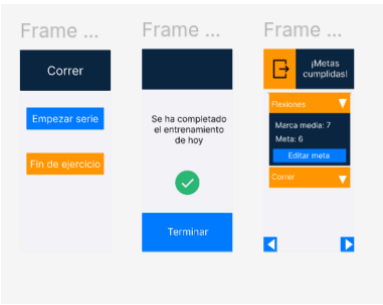 Frame ...
Correr
Empezar serie
Fin de ejercicio
Frame ...
Se ha completado
el entrenamiento
de hoy
Terminar
Frame ...
¡Metas
cumplidas!
Flexiones
Marca media: 7
Meta: 6
Editar meta
Correr